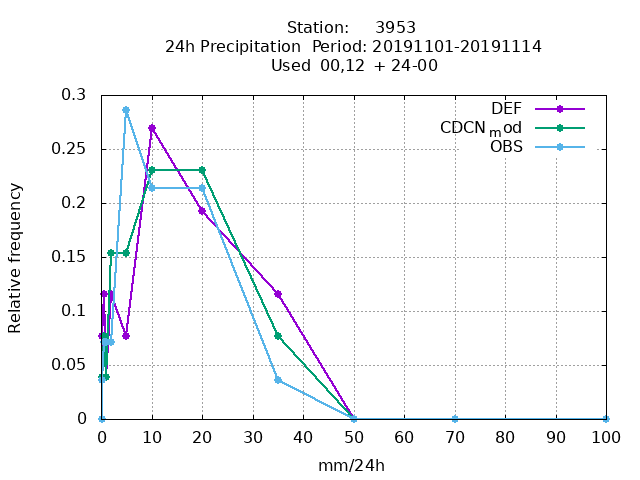 Station: 3953
24h Precipitation Period: 20191101-20191114
Used 00,12 + 24-00
0.3
0.25
0.2
0.15
0.1
0.05
0
Relative frequency
DEF
CDCNmod
OBS
0 10 20 30 40 50 60 70 80 90 100
mm/24h